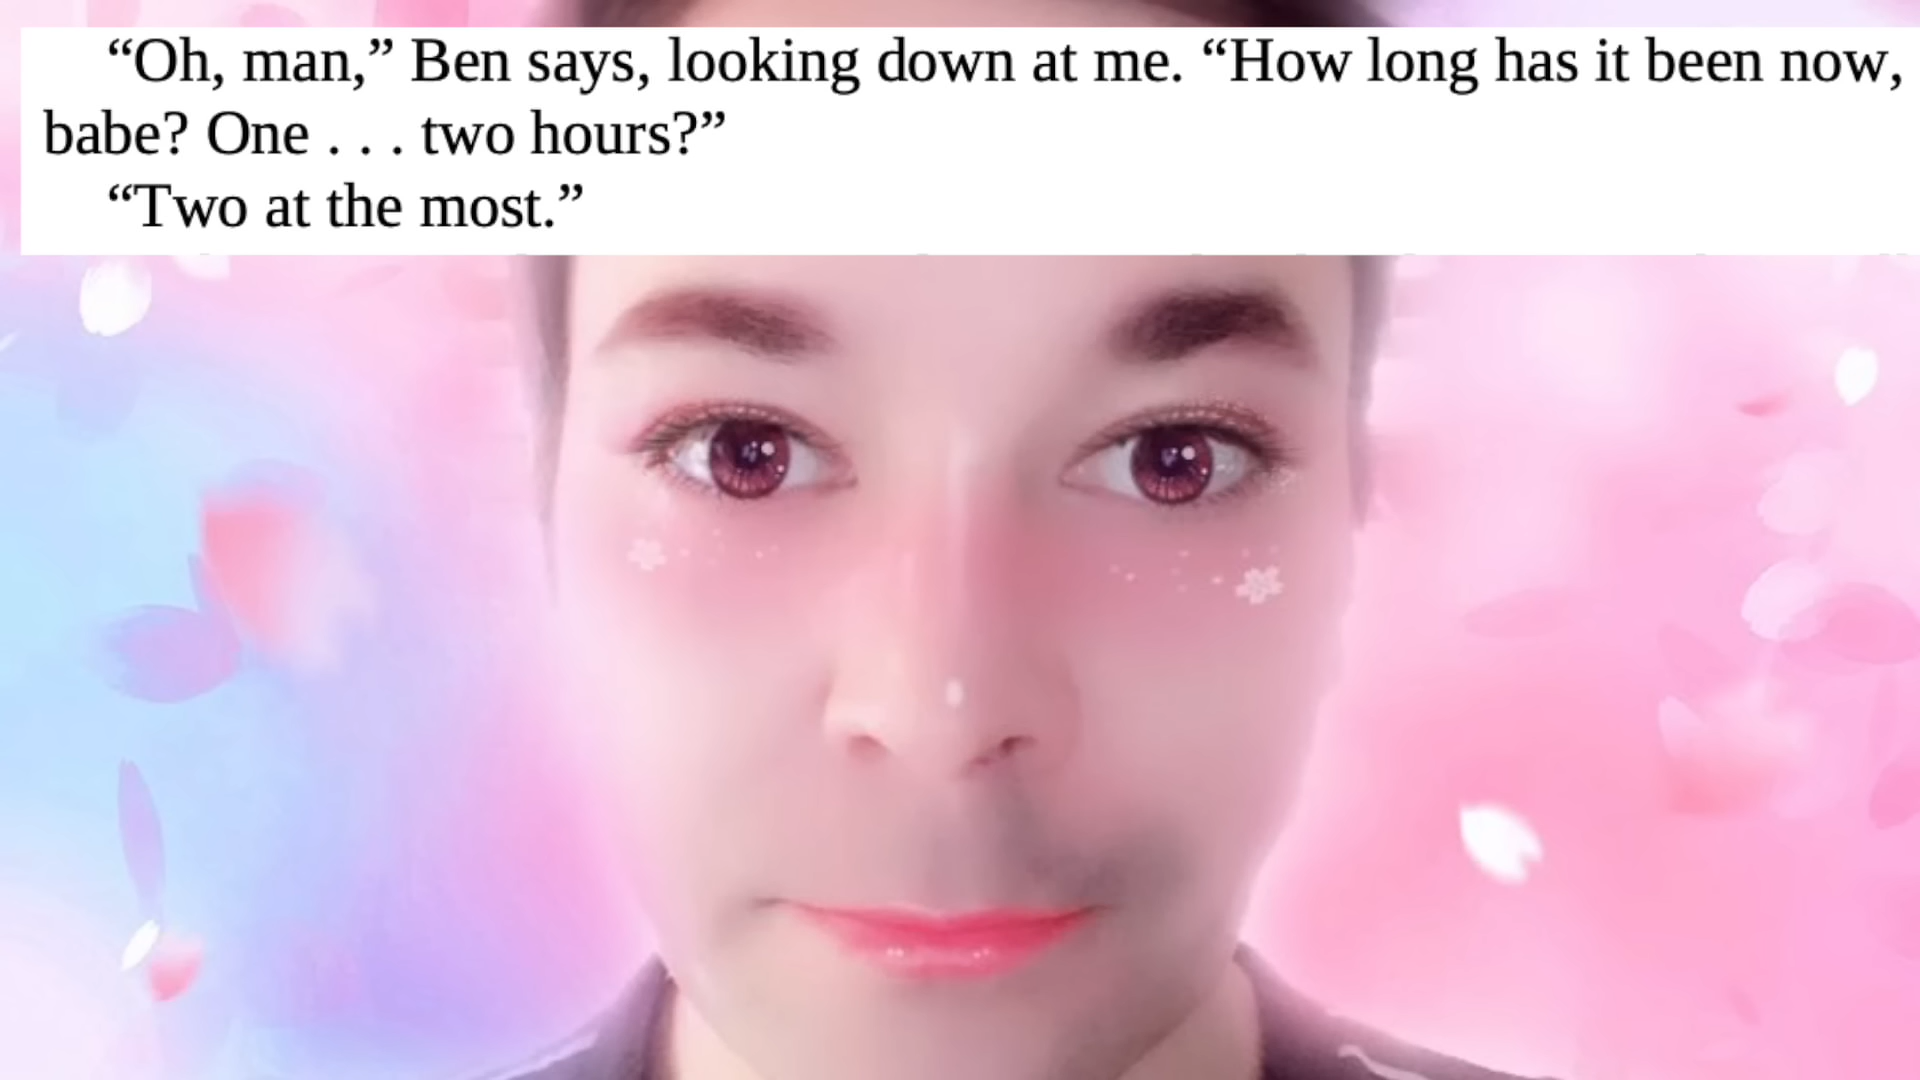 “Oh, man,” Ben says, looking down at me. “How long has it been now,
babe? One . . . two hours?”
“Two at the most.”